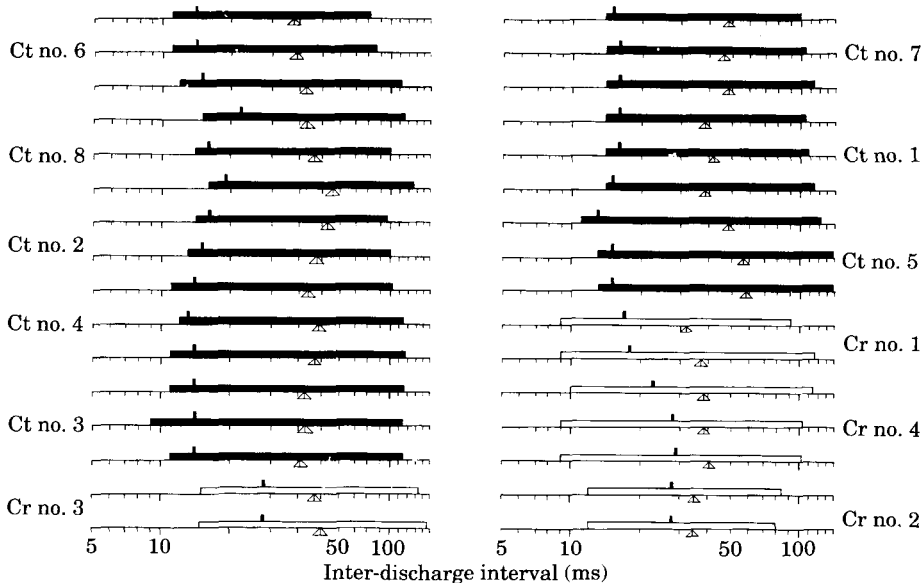 Ct no. 6
Ct no. 8
Ct no. 2
Ct no. 4
Ct no. 3
Cr no. 3
5 10 50 100
Ct no. 7
Ct no. 1
Ct no. 5
Cr no. 1
Cr no. 4
Cr no. 2
5 10 50 100
Inter-discharge interval (ms)